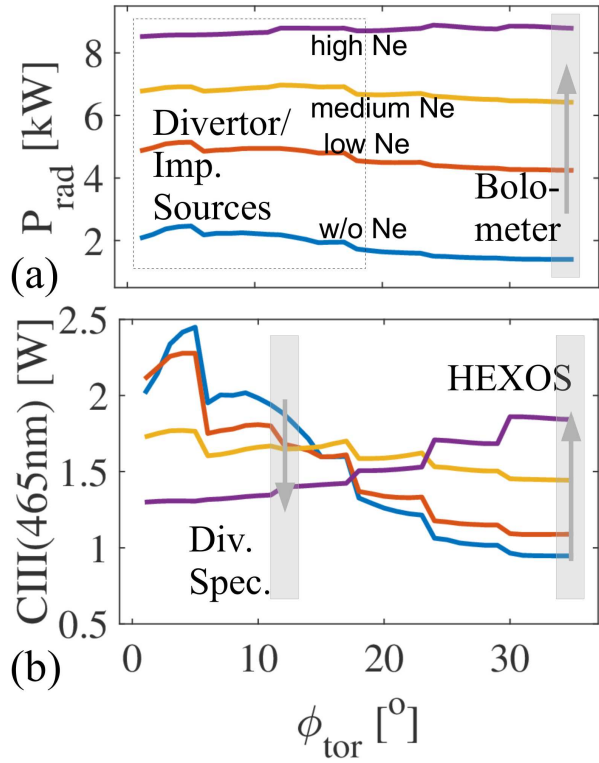 8
6
4
2
P_rad [kW]
high Ne
medium Ne
low Ne
w/o Ne
Divertor/
Imp.
Sources
Bolo-
meter
(a)
2.5
2
1.5
1
0.5
CIII(465nm) [W]
HEXOS
Div.
Spec.
(b)
0 10 20 30
ϕ_tor [°]